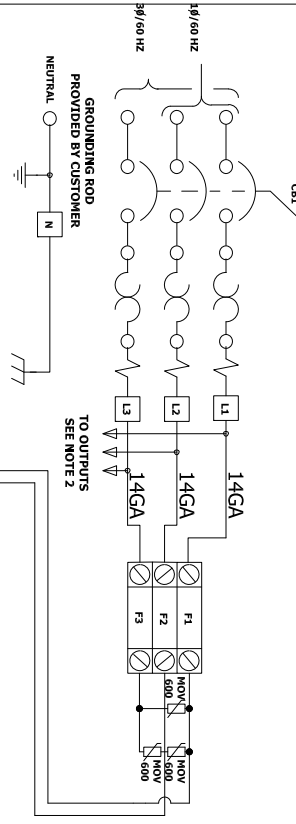 3Ø/60 HZ
1Ø/60 HZ
CB1
GROUNDING ROD
PROVIDED BY CUSTOMER
NEUTRAL
N
L1
L2
L3
TO OUTPUTS
SEE NOTE 2
14GA
14GA
14GA
F1
F2
F3
MOV
600
MOV
600
MOV
600